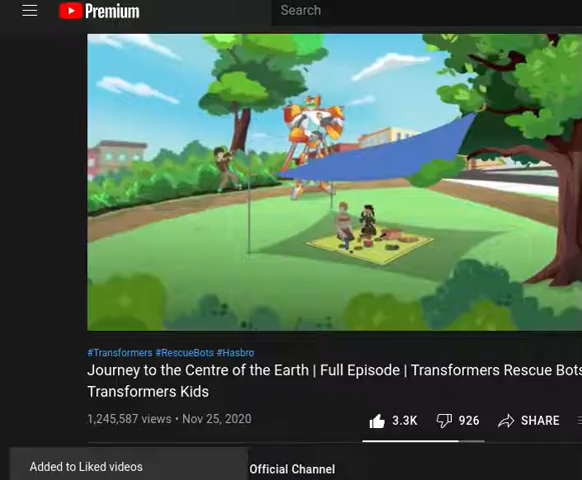 Premium
Search
#Transformers #RescueBots #Hasbro
Journey to the Centre of the Earth | Full Episode | Transformers Rescue Bots
Transformers Kids
1,245,587 views • Nov 25, 2020
3.3K 926 SHARE
Added to Liked videos
Official Channel